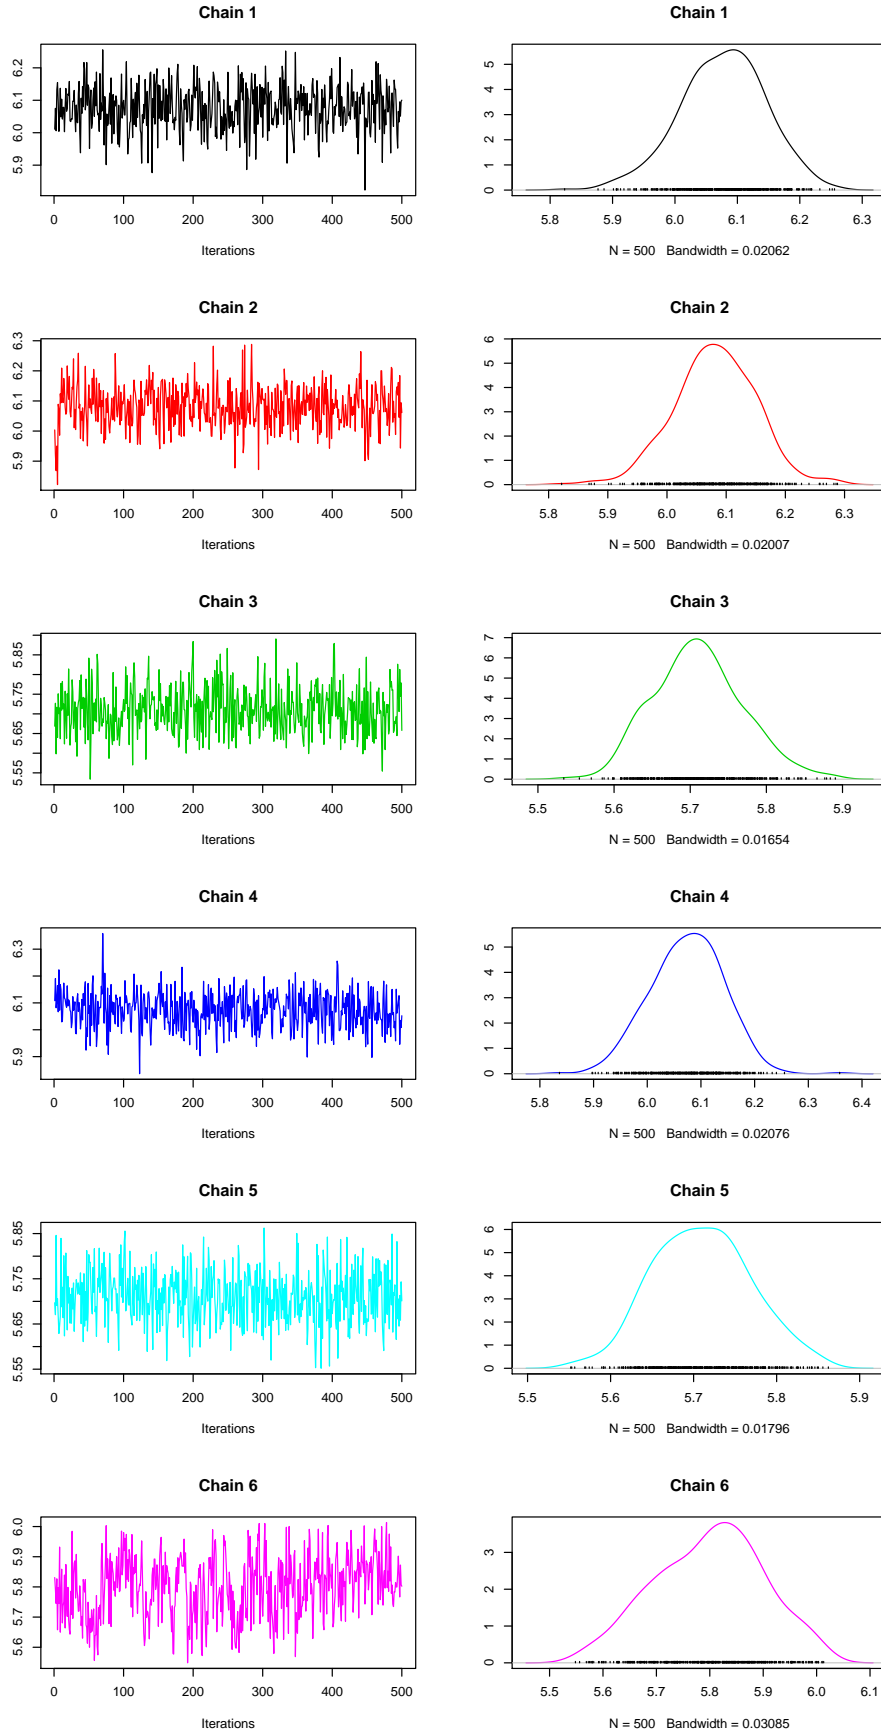 Chain 1
Chain 1
5.9 6.0 6.1 6.2
0 100 200 300 400 500
Iterations
0 1 2 3 4 5
5.8 5.9 6.0 6.1 6.2 6.3
N = 500 Bandwidth = 0.02062
Chain 2
Chain 2
5.9 6.0 6.1 6.2 6.3
0 100 200 300 400 500
Iterations
0 1 2 3 4 5 6
5.8 5.9 6.0 6.1 6.2 6.3
N = 500 Bandwidth = 0.02007
Chain 3
Chain 3
5.55 5.65 5.75 5.85
0 100 200 300 400 500
Iterations
0 1 2 3 4 5 6 7
5.5 5.6 5.7 5.8 5.9
N = 500 Bandwidth = 0.01654
Chain 4
Chain 4
5.9 6.1 6.3
0 100 200 300 400 500
Iterations
0 1 2 3 4 5
5.8 5.9 6.0 6.1 6.2 6.3 6.4
N = 500 Bandwidth = 0.02076
Chain 5
Chain 5
5.55 5.65 5.75 5.85
0 100 200 300 400 500
Iterations
0 1 2 3 4 5 6
5.5 5.6 5.7 5.8 5.9
N = 500 Bandwidth = 0.01796
Chain 6
Chain 6
5.6 5.7 5.8 5.9 6.0
0 100 200 300 400 500
Iterations
0 1 2 3
5.5 5.6 5.7 5.8 5.9 6.0 6.1
N = 500 Bandwidth = 0.03085